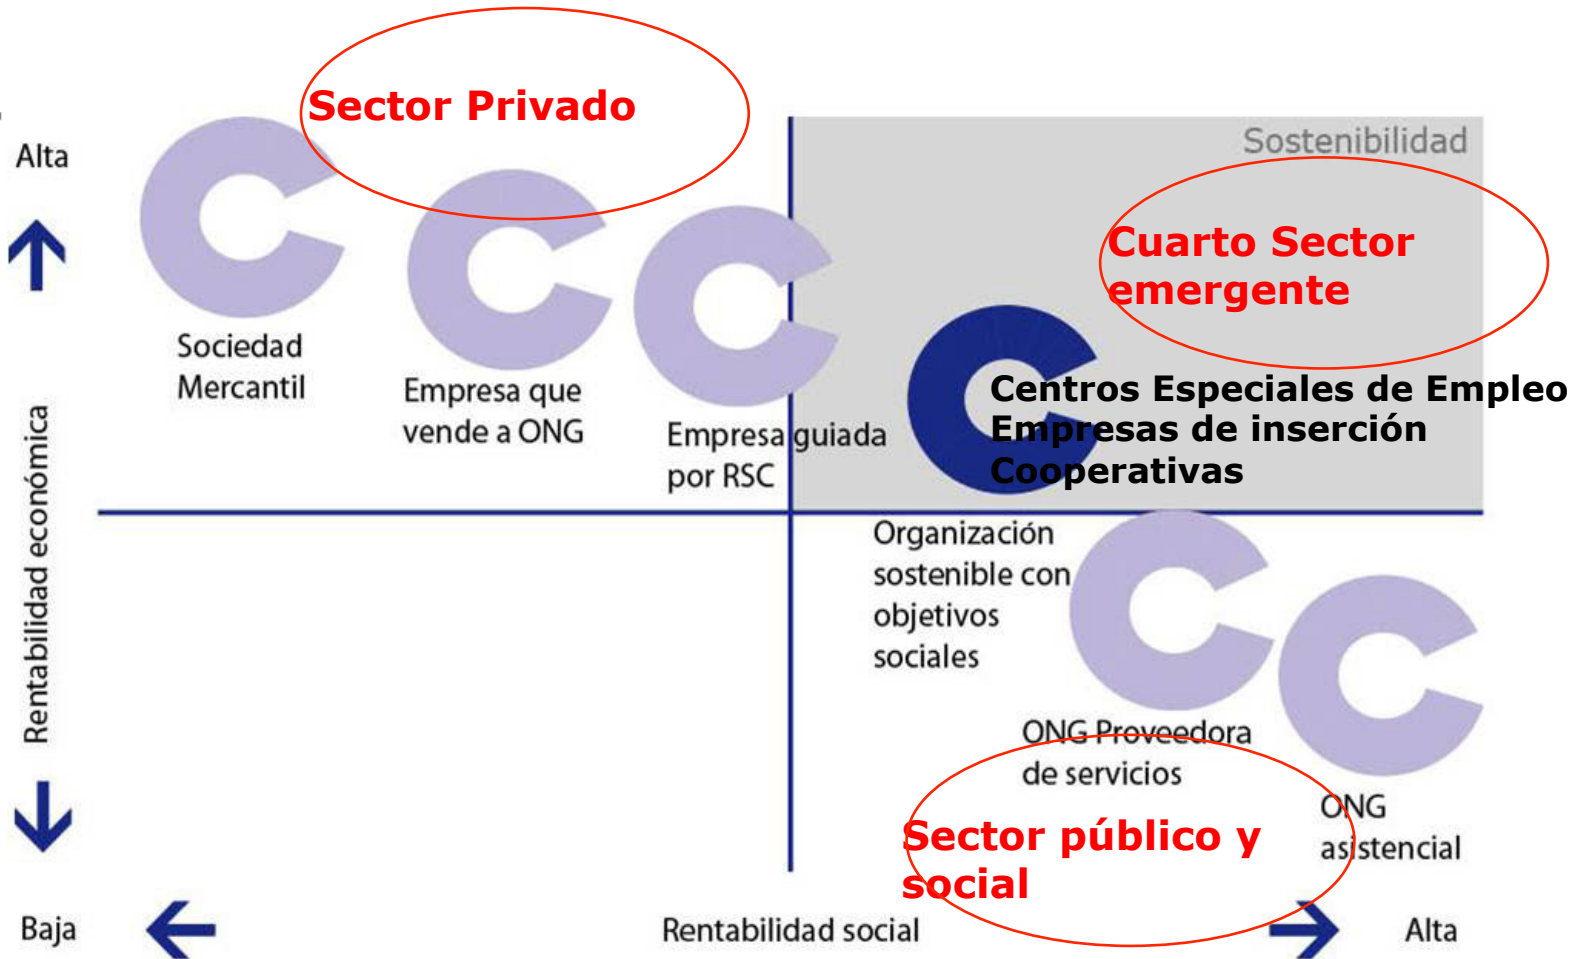 Sector Privado
Alta
Sostenibilidad
Cuarto Sector
emergente
Sociedad
Mercantil
Empresa que
vende a ONG
Empresa guiada
por RSC
Centros Especiales de Empleo
Empresas de inserción
Cooperativas
Rentabilidad económica
Organización
sostenible con
objetivos
sociales
ONG Proveedora
de servicios
ONG
asistencial
Sector público y
social
Baja
Rentabilidad social
Alta